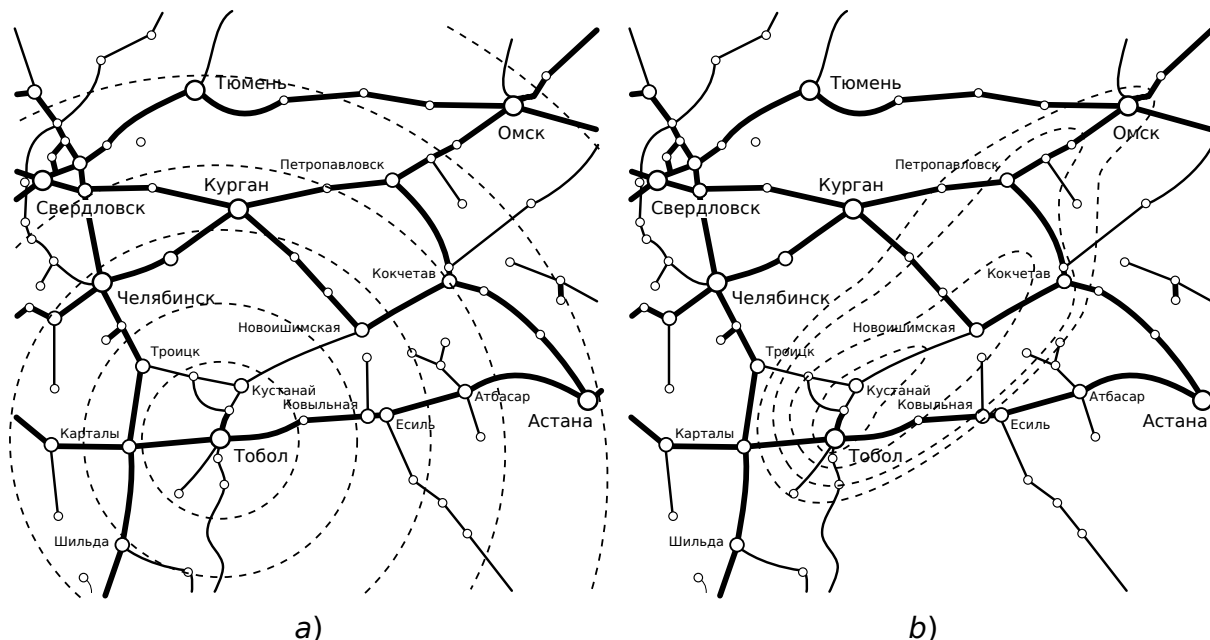 Тюмень
Омск
Петропавловск
Курган
Свердловск
Кокчетав
Челябинск
Новоишимская
Троицк
Кустанай
Ковыльная
Атбасар
Есиль
Астана
Карталы
Тобол
Шильда
a)
Тюмень
Омск
Петропавловск
Курган
Свердловск
Кокчетав
Челябинск
Новоишимская
Троицк
Кустанай
Ковыльная
Атбасар
Есиль
Астана
Карталы
Тобол
Шильда
b)